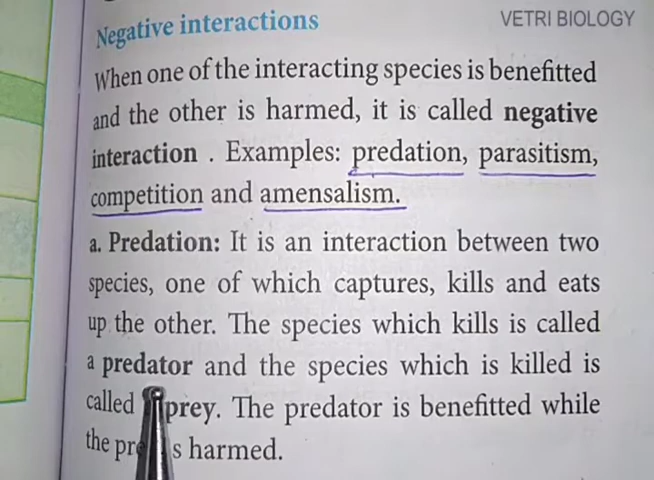 VETRI BIOLOGY
Negative interactions
When one of the interacting species is benefitted
and the other is harmed, it is called negative
interaction . Examples: predation, parasitism,
competition and amensalism.
a. Predation: It is an interaction between two
species, one of which captures, kills and eats
up the other. The species which kills is called
a predator and the species which is killed is
called prey. The predator is benefitted while
the harmed.